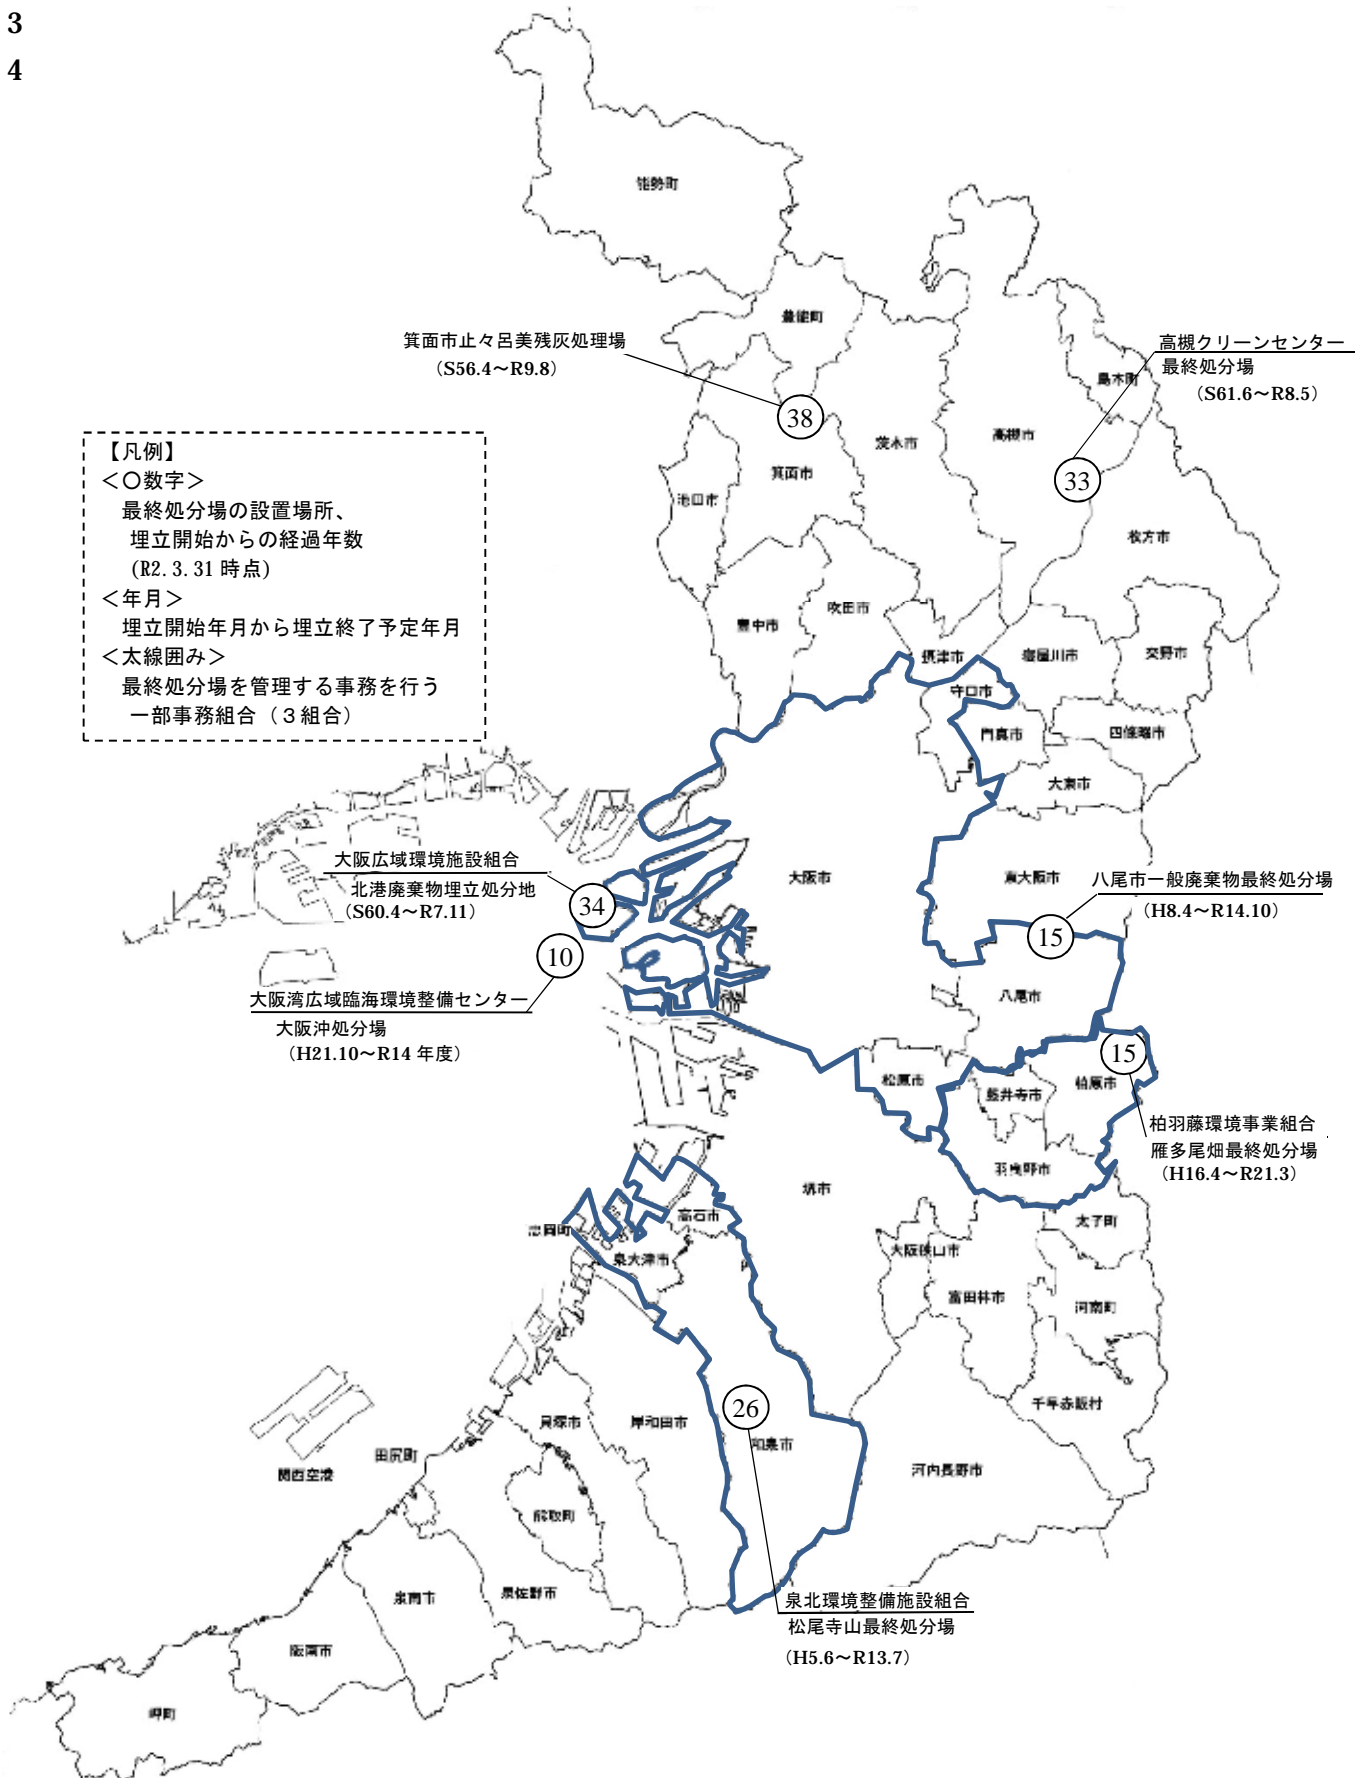 3
4
能勢町
豊能町
箕面市止々呂美残灰処理場
(S56.4～R9.8)
高槻クリーンセンター
最終処分場
(S61.6～R8.5)
島本町
38
茨木市
高槻市
箕面市
33
池田市
枚方市
【凡例】
＜○数字＞
最終処分場の設置場所、
埋立開始からの経過年数
(R2.3.31 時点)
＜年月＞
埋立開始年月から埋立終了予定年月
＜太線囲み＞
最終処分場を管理する事務を行う
一部事務組合（３組合）
豊中市
吹田市
摂津市
寝屋川市
交野市
守口市
門真市
四條畷市
大東市
大阪広域環境施設組合
北港廃棄物埋立処分地
(S60.4～R7.11)
34
大阪市
東大阪市
八尾市一般廃棄物最終処分場
(H8.4～R14.10)
15
10
大阪湾広域臨海環境整備センター
大阪沖処分場
(H21.10～R14 年度)
八尾市
15
松原市
藤井寺市
柏原市
柏羽藤環境事業組合
雁多尾畑最終処分場
(H16.4～R21.3)
羽曳野市
堺市
高石市
忠岡町
泉大津市
太子町
大阪狭山市
富田林市
河南町
千早赤阪村
26
和泉市
貝塚市
岸和田市
田尻町
関西空港
河内長野市
熊取町
泉佐野市
泉南市
阪南市
岬町
泉北環境整備施設組合
松尾寺山最終処分場
(H5.6～R13.7)